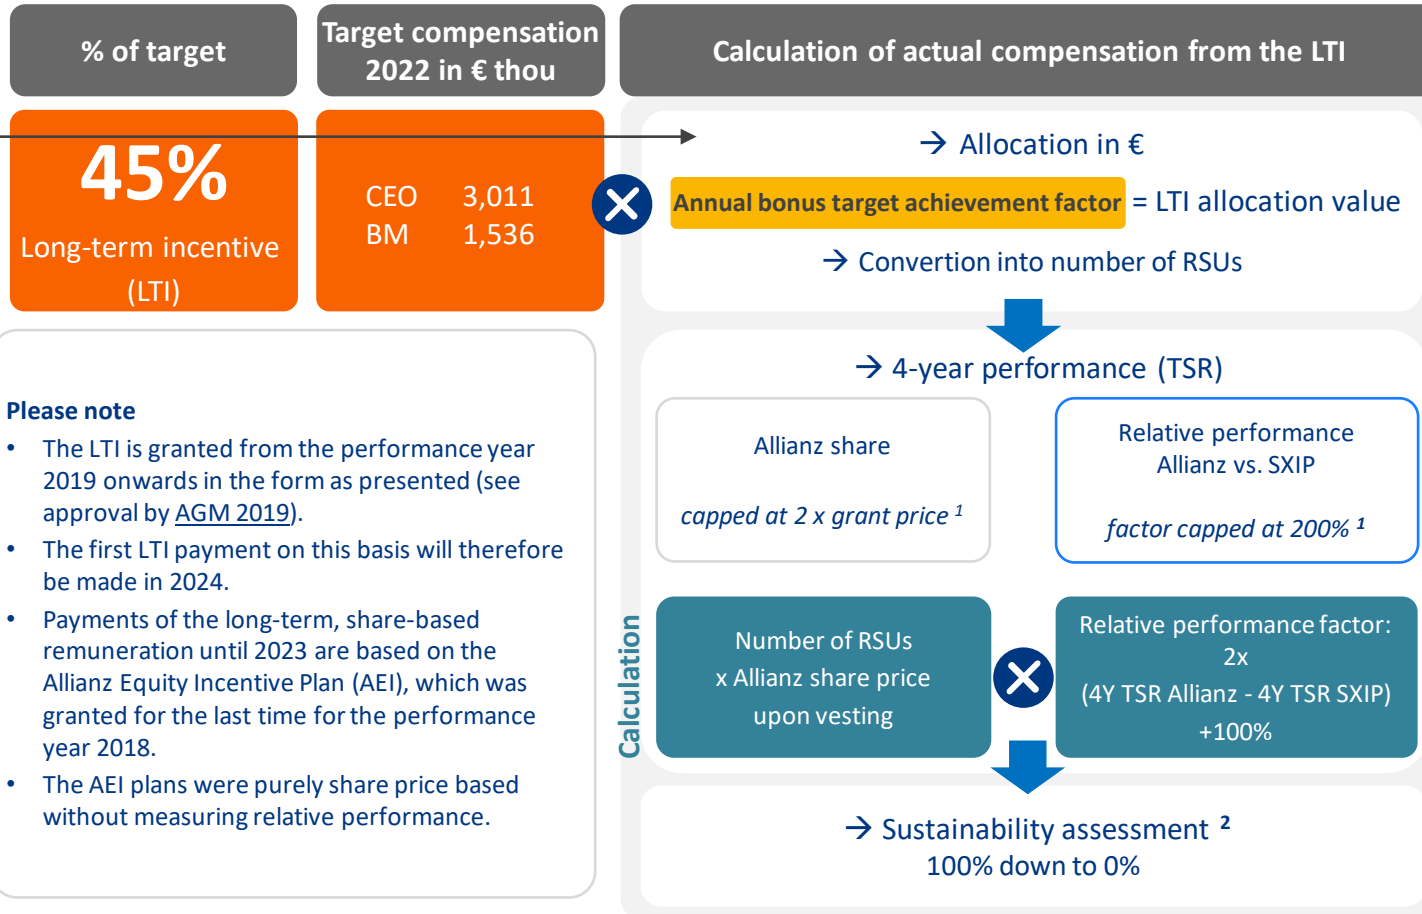 % of target
Target compensation
2022 in € thou
Calculation of actual compensation from the LTI
45%
Long-term incentive
(LTI)
CEO 3,011
BM 1,536
→ Allocation in €
Annual bonus target achievement factor = LTI allocation value
→ Convertion into number of RSUs
Please note
• The LTI is granted from the performance year
2019 onwards in the form as presented (see
approval by AGM 2019).
• The first LTI payment on this basis will therefore
be made in 2024.
• Payments of the long-term, share-based
remuneration until 2023 are based on the
Allianz Equity Incentive Plan (AEI), which was
granted for the last time for the performance
year 2018.
• The AEI plans were purely share price based
without measuring relative performance.
→ 4-year performance (TSR)
Allianz share
capped at 2 x grant price 1
Relative performance
Allianz vs. SXIP
factor capped at 200% 1
Calculation
Number of RSUs
x Allianz share price
upon vesting
Relative performance factor:
2x
(4Y TSR Allianz - 4Y TSR SXIP)
+100%
→ Sustainability assessment 2
100% down to 0%